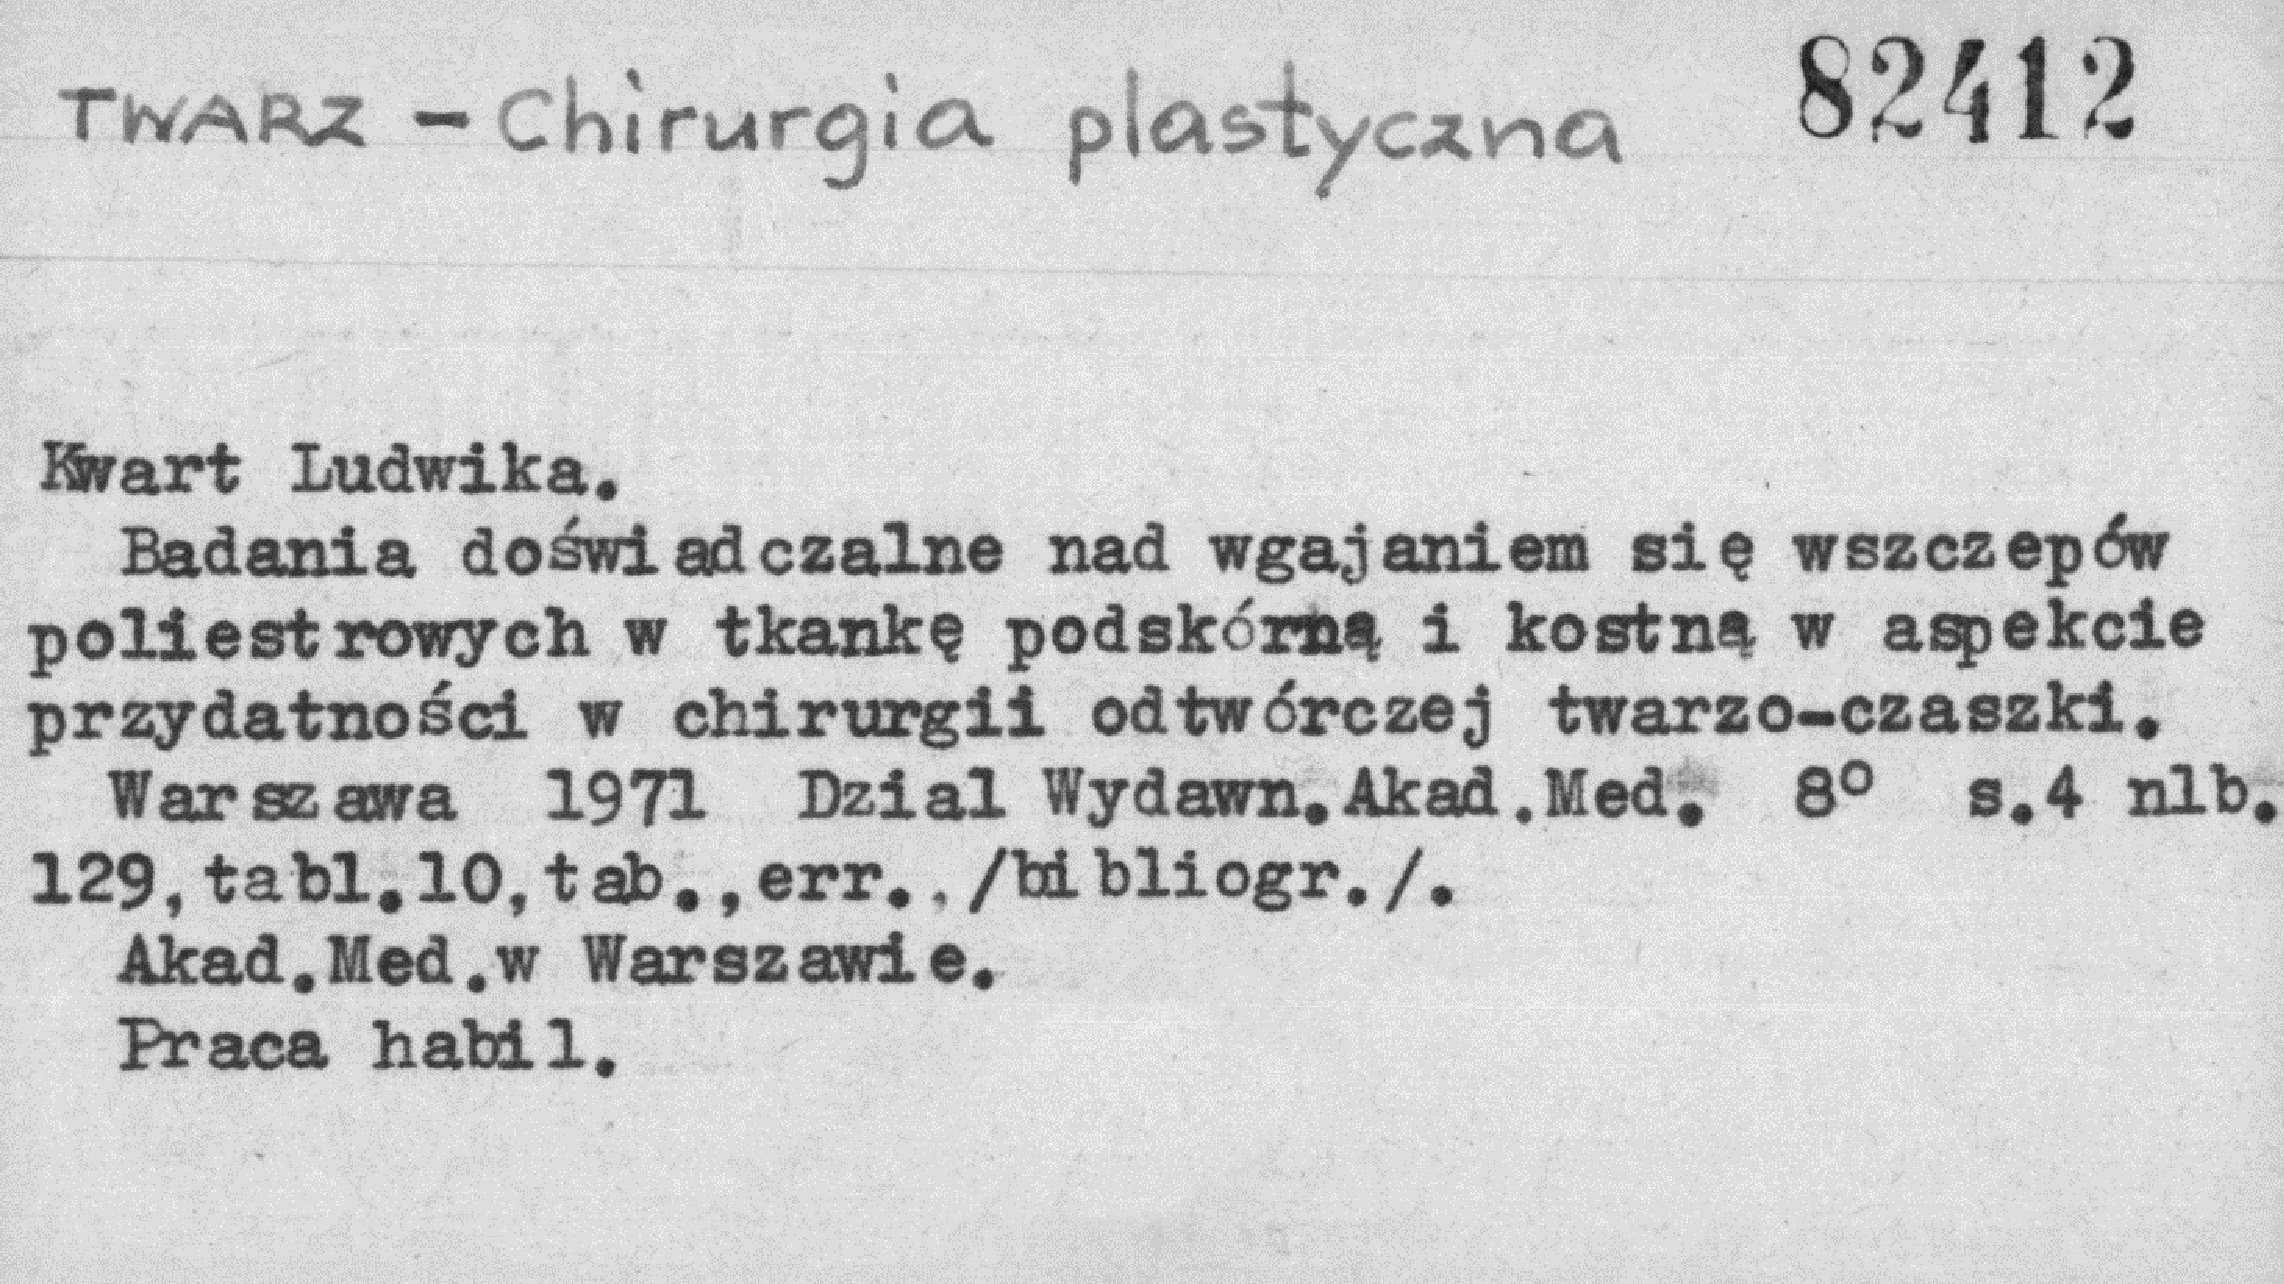 TWARZ - Chirurgia plastyczna 82412
Kwart Ludwika.
Badania doświadczalne nad wgajaniem się wszczepów
poliestrowych w tkankę podskórną i kostną w aspekcie
przydatności w chirurgii odtwórczej twarzo-czaszki.
Warszawa 1971 Dzial Wydawn.Akad.Med. 8° s.4 nlb.
129,tabl.10,tab.,err.,/bibliogr./.
Akad.Med.w Warszawie.
Praca habil.